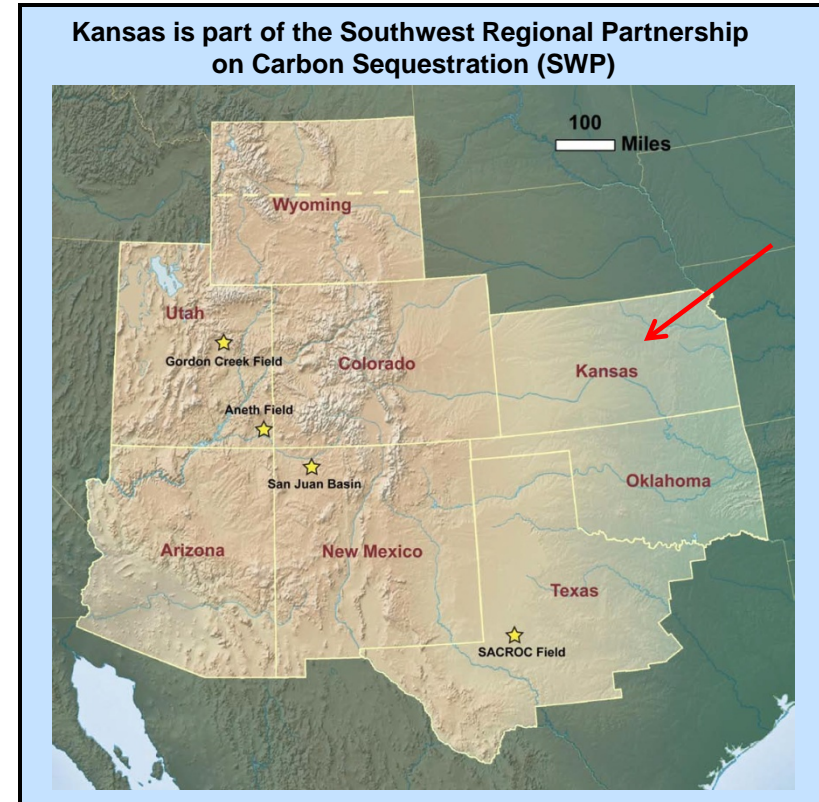 Kansas is part of the Southwest Regional Partnership
on Carbon Sequestration (SWP)
100
Miles
Wyoming
Utah
Gordon Creek Field
Colorado
Kansas
Aneth Field
San Juan Basin
Oklahoma
Arizona
New Mexico
Texas
SACROC Field